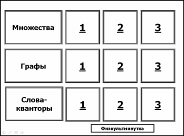 Множества 1 2 3
Графы 1 2 3
Слова-
кванторы 1 2 3
Физкультминутка